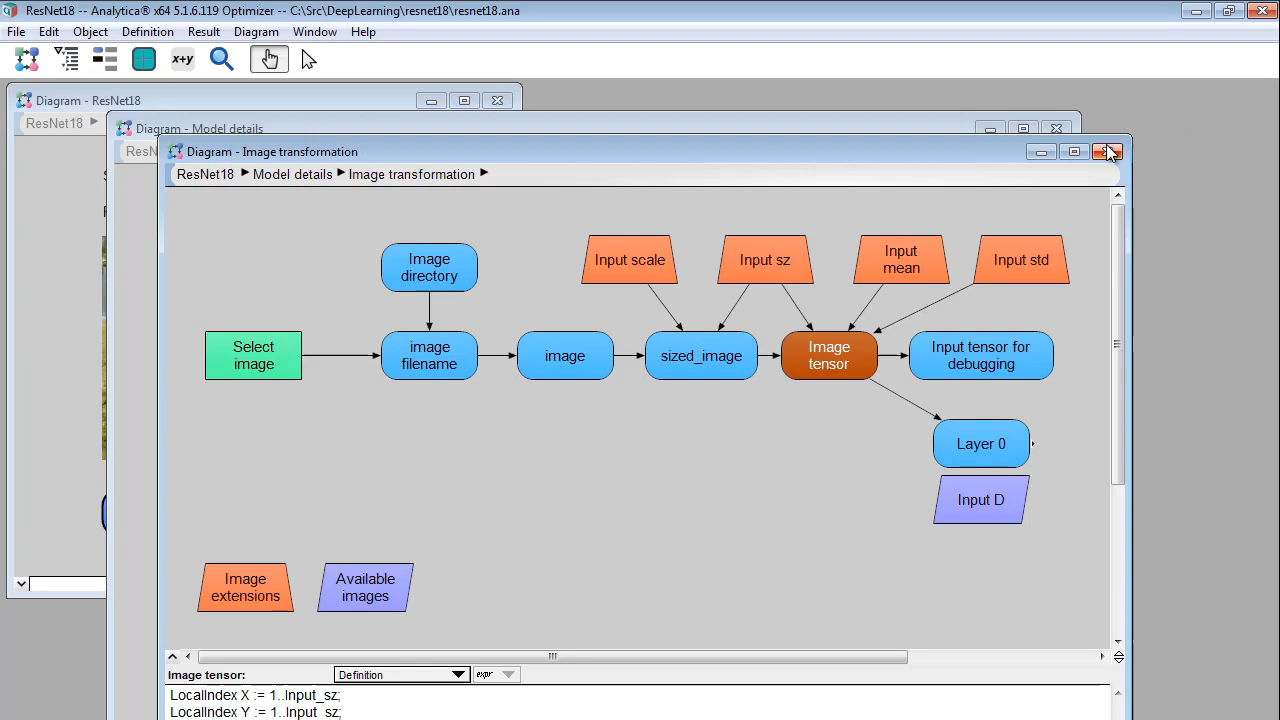 ResNet18 -- Analytica® x64 5.1.6.119 Optimizer -- C:\Src\DeepLearning\resnet18\resnet18.ana
File Edit Object Definition Result Diagram Window Help
x+y
Diagram - ResNet18
ResNet18
Diagram - Model details
ResN
Diagram - Image transformation
ResNet18 Model details Image transformation
Image
directory
Input scale
Input sz
Input
mean
Input std
Select
image
image
filename
image
sized_image
Image
tensor
Input tensor for
debugging
Layer 0
Input D
Image
extensions
Available
images
Image tensor: Definition expr
LocalIndex X := 1..Input_sz;
LocalIndex Y := 1..Input_sz;